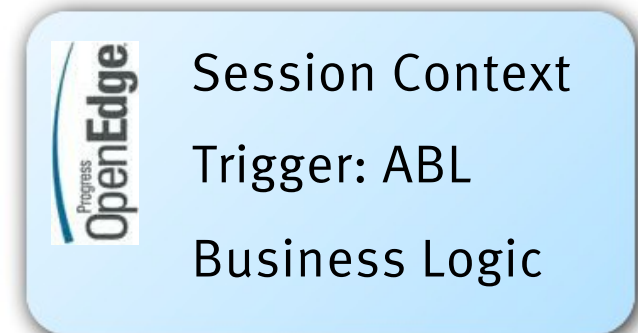 Progress
OpenEdge
Session Context
Trigger: ABL
Business Logic